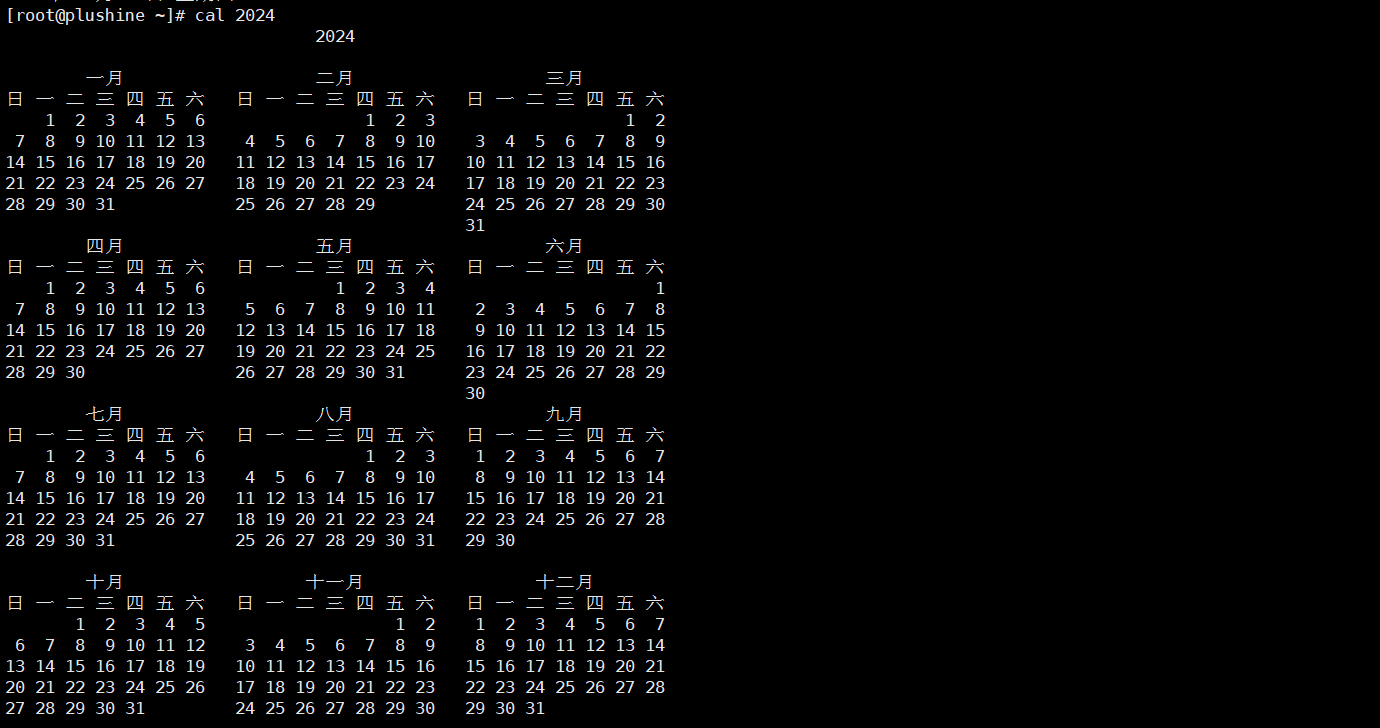 [root@plushine ~]# cal 2024
                               2024

        一月                   二月                   三月
日 一 二 三 四 五 六   日 一 二 三 四 五 六   日 一 二 三 四 五 六
    1  2  3  4  5  6                1  2  3                   1  2
 7  8  9 10 11 12 13    4  5  6  7  8  9 10    3  4  5  6  7  8  9
14 15 16 17 18 19 20   11 12 13 14 15 16 17   10 11 12 13 14 15 16
21 22 23 24 25 26 27   18 19 20 21 22 23 24   17 18 19 20 21 22 23
28 29 30 31            25 26 27 28 29         24 25 26 27 28 29 30
                                              31
        四月                   五月                   六月
日 一 二 三 四 五 六   日 一 二 三 四 五 六   日 一 二 三 四 五 六
    1  2  3  4  5  6             1  2  3  4                      1
 7  8  9 10 11 12 13    5  6  7  8  9 10 11    2  3  4  5  6  7  8
14 15 16 17 18 19 20   12 13 14 15 16 17 18    9 10 11 12 13 14 15
21 22 23 24 25 26 27   19 20 21 22 23 24 25   16 17 18 19 20 21 22
28 29 30               26 27 28 29 30 31      23 24 25 26 27 28 29
                                              30
        七月                   八月                   九月
日 一 二 三 四 五 六   日 一 二 三 四 五 六   日 一 二 三 四 五 六
    1  2  3  4  5  6                1  2  3    1  2  3  4  5  6  7
 7  8  9 10 11 12 13    4  5  6  7  8  9 10    8  9 10 11 12 13 14
14 15 16 17 18 19 20   11 12 13 14 15 16 17   15 16 17 18 19 20 21
21 22 23 24 25 26 27   18 19 20 21 22 23 24   22 23 24 25 26 27 28
28 29 30 31            25 26 27 28 29 30 31   29 30

        十月                  十一月                 十二月
日 一 二 三 四 五 六   日 一 二 三 四 五 六   日 一 二 三 四 五 六
       1  2  3  4  5                   1  2    1  2  3  4  5  6  7
 6  7  8  9 10 11 12    3  4  5  6  7  8  9    8  9 10 11 12 13 14
13 14 15 16 17 18 19   10 11 12 13 14 15 16   15 16 17 18 19 20 21
20 21 22 23 24 25 26   17 18 19 20 21 22 23   22 23 24 25 26 27 28
27 28 29 30 31         24 25 26 27 28 29 30   29 30 31